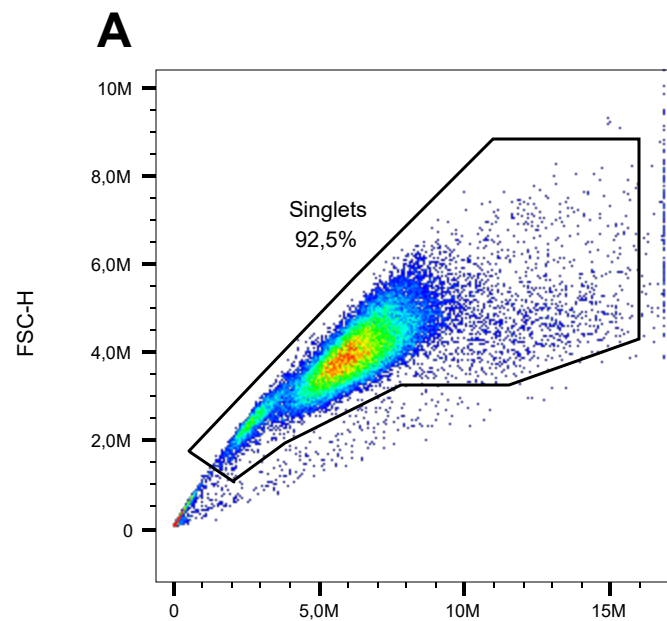 A
10M
8,0M
6,0M
4,0M
2,0M
0
FSC-H
Singlets
92,5%
0
5,0M
10M
15M